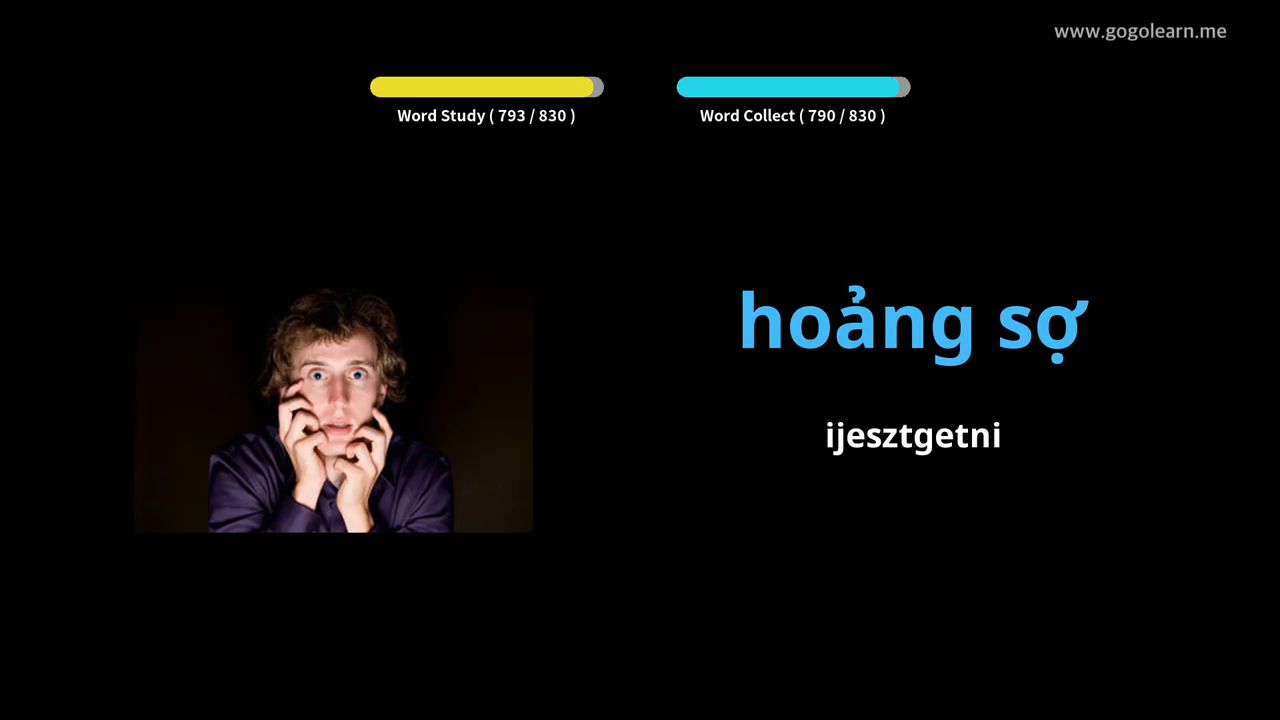 www.gogolearn.me
Word Study ( 793 / 830 )
Word Collect ( 790 / 830 )
hoảng sợ
ijesztgetni